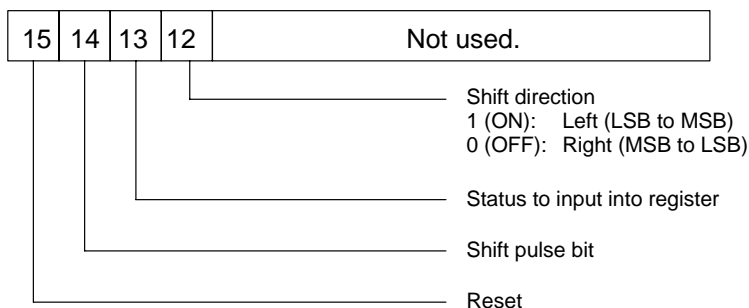 15 14 13 12 Not used.
Shift direction
1 (ON): Left (LSB to MSB)
0 (OFF): Right (MSB to LSB)
Status to input into register
Shift pulse bit
Reset